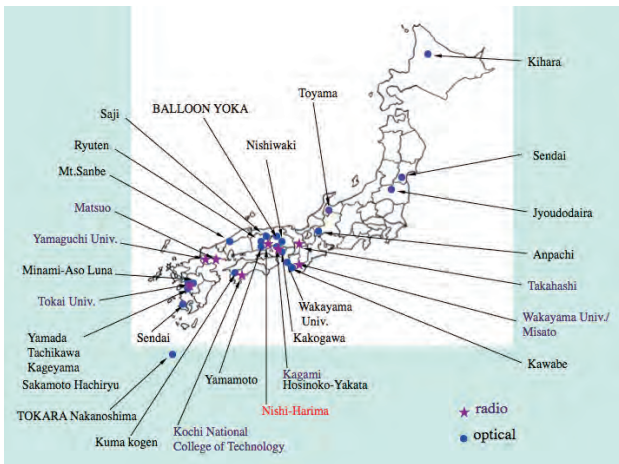 Kihara
Toyama
Saji
BALLOON YOKA
Ryuten
Nishiwaki
Sendai
Mt.Sanbe
Jyoudodaira
Matsuo
Yamaguchi Univ.
Anpachi
Minami-Aso Luna
Takahashi
Tokai Univ.
Wakayama
Univ.
Wakayama Univ./
Misato
Yamada
Tachikawa
Kageyama
Sakamoto Hachiryu
Sendai
Kakogawa
Kawabe
Yamamoto
Kagami
Hosinoko-Yakata
TOKARA Nakanoshima
Nishi-Harima
radio
Kuma kogen
Kochi National
College of Technology
optical